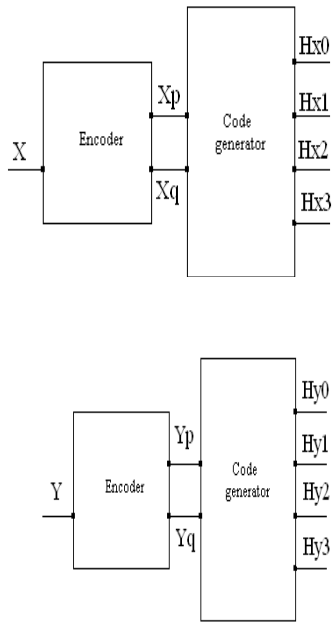 Hx0
Xp
Hx1
X
Encoder
Code
generator
Hx2
Xq
Hx3
Hy0
Yp
Hy1
Y
Encoder
Code
generator
Hy2
Yq
Hy3